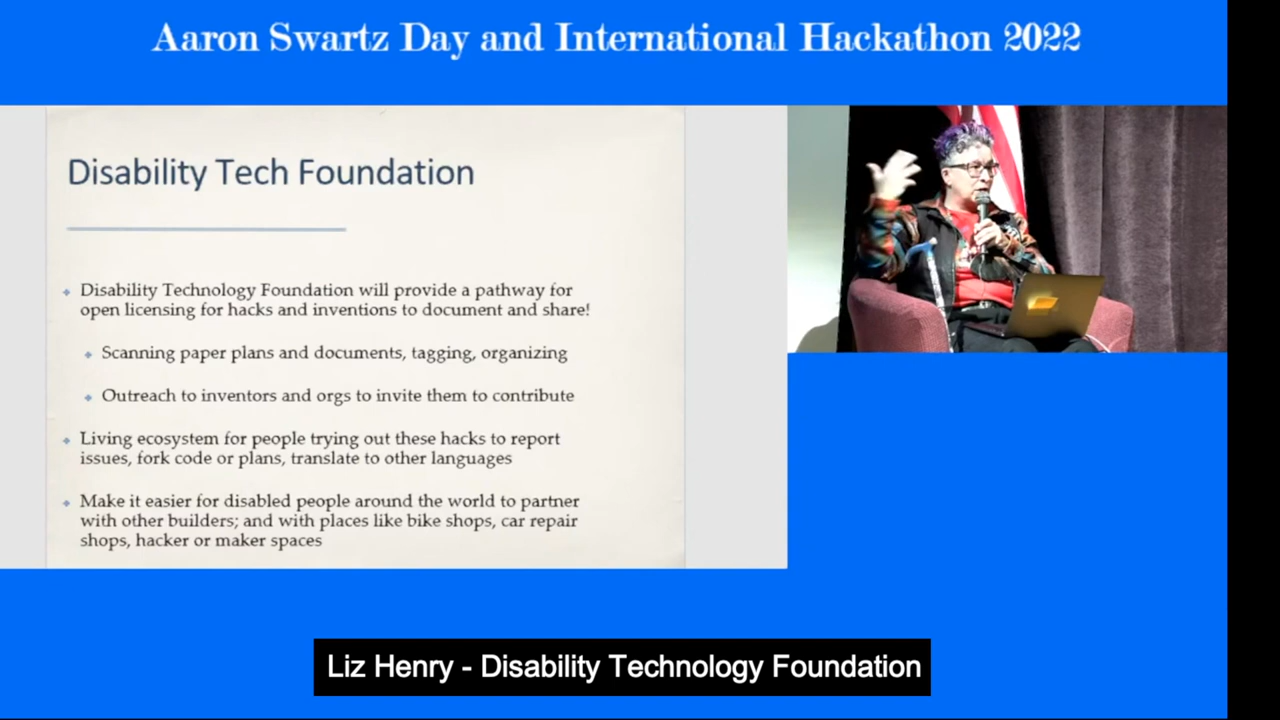 Aaron Swartz Day and International Hackathon 2022
Disability Tech Foundation
Disability Technology Foundation will provide a pathway for
open licensing for hacks and inventions to document and share!
Scanning paper plans and documents, tagging, organizing
Outreach to inventors and orgs to invite them to contribute
Living ecosystem for people trying out these hacks to report
issues, fork code or plans, translate to other languages
Make it easier for disabled people around the world to partner
with other builders; and with places like bike shops, car repair
shops, hacker or maker spaces
Liz Henry - Disability Technology Foundation